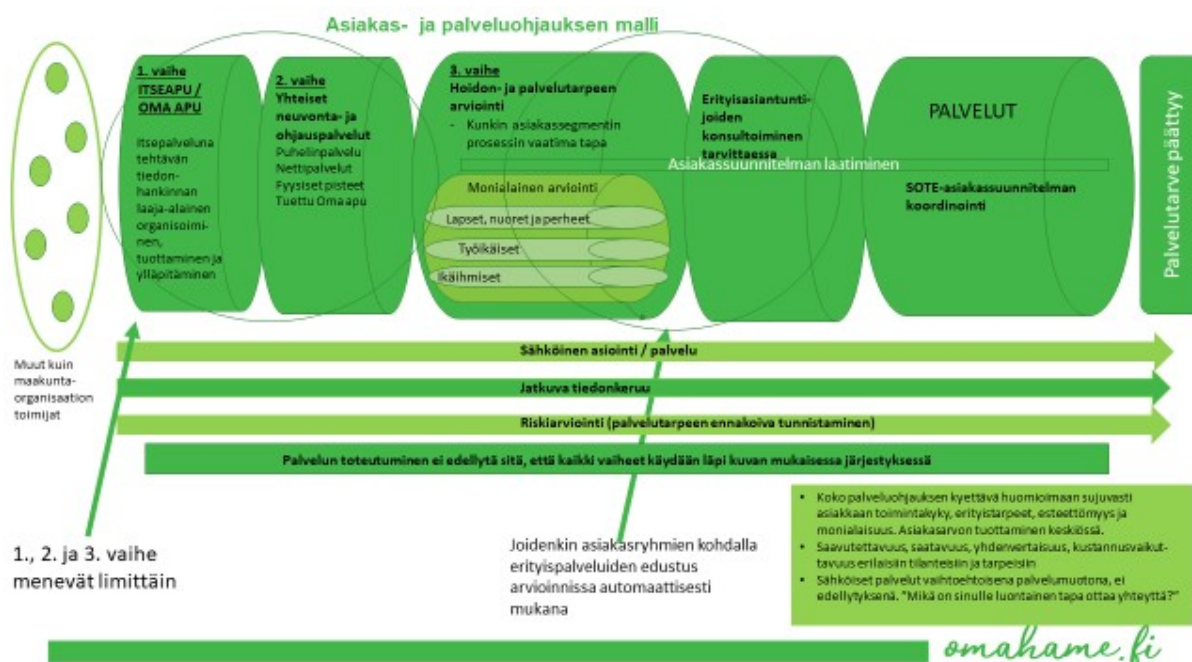 Asiakas- ja palveluohjauksen malli
1. vaihe
ITSEAPU /
OMA APU
Itsepalveluna
tehtävän
tiedon-
hankinnan
laaja-alainen
organisoimi-
nen,
tuottaminen ja
ylläpitäminen
2. vaihe
Yhteiset
neuvonta- ja
ohjauspalvelut
Puhelinpalvelu
Nettipalvelut
Fyysiset pisteet
Tuettu Oma apu
3. vaihe
Hoidon- ja palvelutarpeen
arviointi
- Kunkin asiakassegmentin
prosessin vaatima tapa
Monialainen arviointi
Lapset, nuoret ja perheet
Työikäiset
Ikäihmiset
Erityisasiantunti-
joiden
konsultoiminen
tarvittaessa
Asiakassuunnitelman laatiminen
PALVELUT
SOTE-asiakassuunnitelman
koordinointi
Palvelutarve päättyy
Muut kuin
maakunta-
organisaation
toimijat
Sähköinen asiointi / palvelu
Jatkuva tiedonkeruu
Riskiarviointi (palvelutarpeen ennakoiva tunnistaminen)
Palvelun toteutuminen ei edellytä sitä, että kaikki vaiheet käydään läpi kuvan mukaisessa järjestyksessä
1., 2. ja 3. vaihe
menevät limittäin
Joidenkin asiakasryhmien kohdalla
erityispalveluiden edustus
arvioinnissa automaattisesti
mukana
• Koko palveluohjauksen kyettävä huomioimaan sujuvasti
asiakkaan toimintakyky, erityistarpeet, esteettömyys ja
monialaisuus. Asiakasarvon tuottaminen keskiössä.
• Saavutettavuus, saatavuus, yhdenvertaisuus, kustannusvaikut-
tavuus erilaisiin tilanteisiin ja tarpeisiin
• Sähköiset palvelut vaihtoehtoisena palvelumuotona, ei
edellytyksenä. "Mikä on sinulle luontainen tapa ottaa yhteyttä?"
omahame.fi